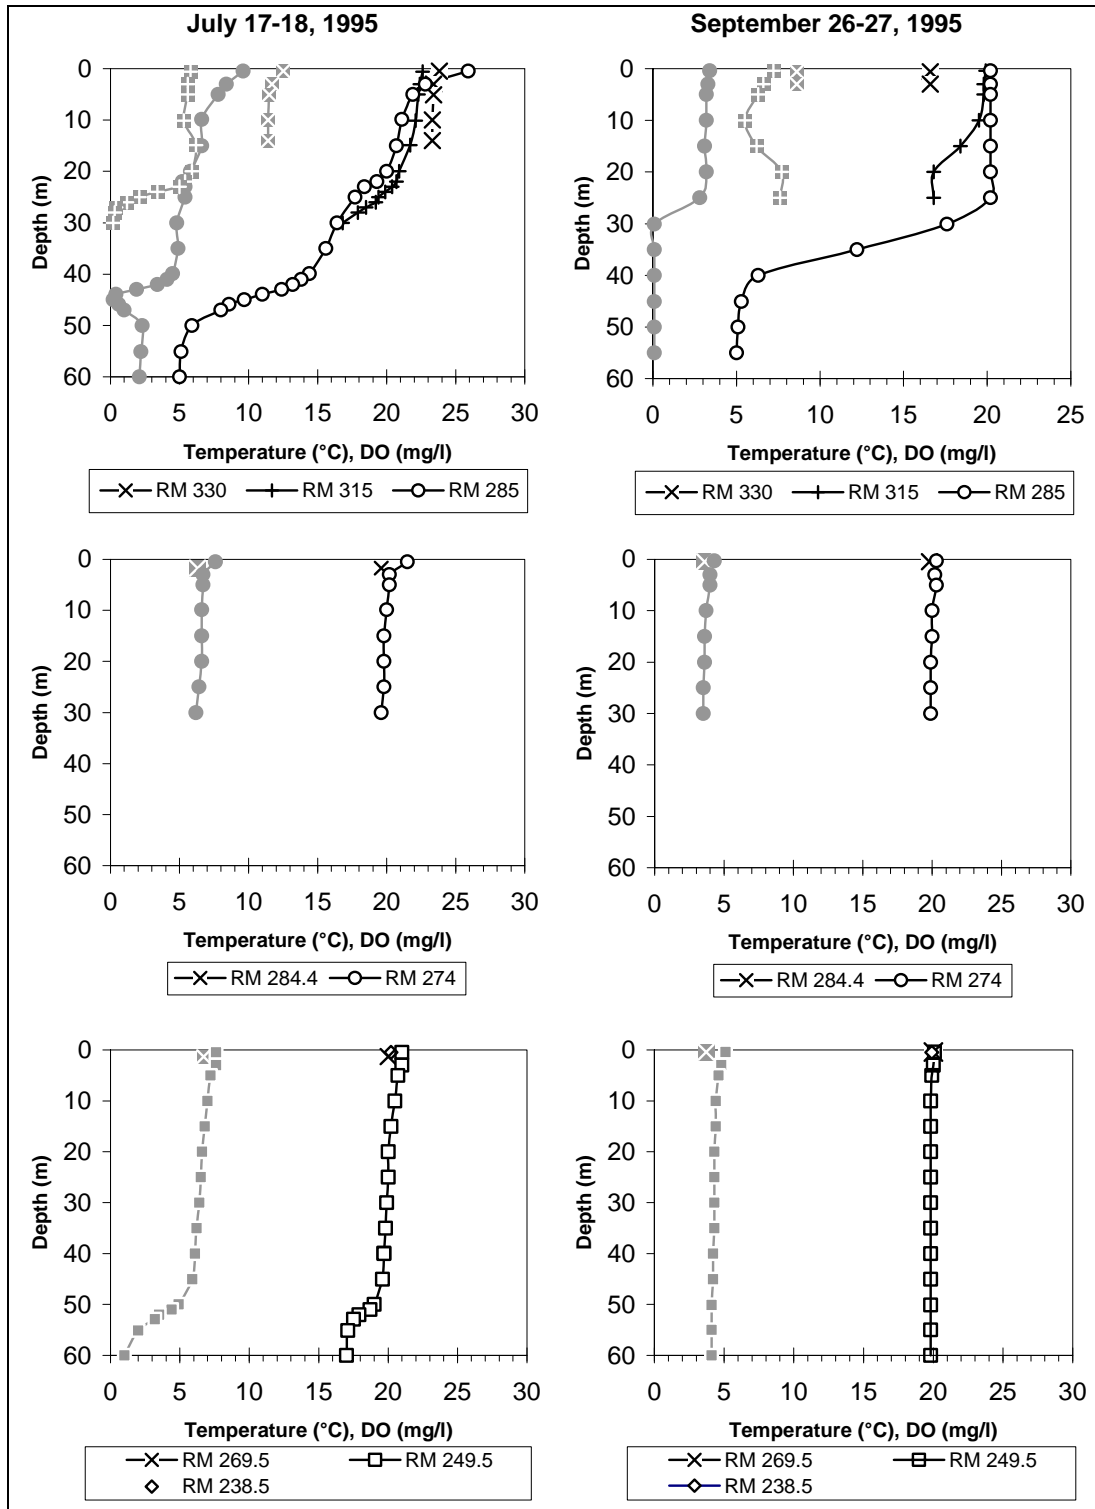 July 17-18, 1995
September 26-27, 1995
0
10
20
30
40
50
60
Depth (m)
0 5 10 15 20 25 30
Temperature (°C), DO (mg/l)
RM 330 RM 315 RM 285
0
10
20
30
40
50
60
Depth (m)
0 5 10 15 20 25
Temperature (°C), DO (mg/l)
RM 330 RM 315 RM 285
0
10
20
30
40
50
60
Depth (m)
0 5 10 15 20 25 30
Temperature (°C), DO (mg/l)
RM 284.4 RM 274
0
10
20
30
40
50
60
Depth (m)
0 5 10 15 20 25 30
Temperature (°C), DO (mg/l)
RM 284.4 RM 274
0
10
20
30
40
50
60
Depth (m)
0 5 10 15 20 25 30
Temperature (°C), DO (mg/l)
RM 269.5 RM 249.5
RM 238.5
0
10
20
30
40
50
60
Depth (m)
0 5 10 15 20 25 30
Temperature (°C), DO (mg/l)
RM 269.5 RM 249.5
RM 238.5